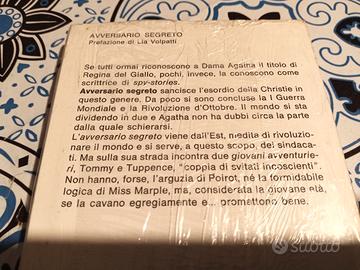 AVVERSARIO SEGRETO
Prefazione di Lia Volpatti
Se tutti ormai riconoscono a Dama Agatha il titolo di
Regina del Giallo, pochi, invece, la conoscono come
scrittrice di spy-stories.
Avversario segreto sancisce l'esordio della Christie in
questo genere. Da poco si sono concluse la I Guerra
Mondiale e la Rivoluzione d'Ottobre. Il mondo si sta
dividendo in due e Agatha non ha dubbi circa la parte
dalla quale schierarsi.
L'avversario segreto viene dall'Est, medita di rivoluzio-
nare il mondo e si serve, a questo scopo, dei sindaca-
ti. Ma sulla sua strada incontra due giovani avventurie-
ri, Tommy e Tuppence, "coppia di svitati incoscienti".
Non hanno, forse, l'arguzia di Poirot, né la formidabile
logica di Miss Marple, ma, considerata la giovane età,
se la cavano egregiamente e... promettono bene.
subito